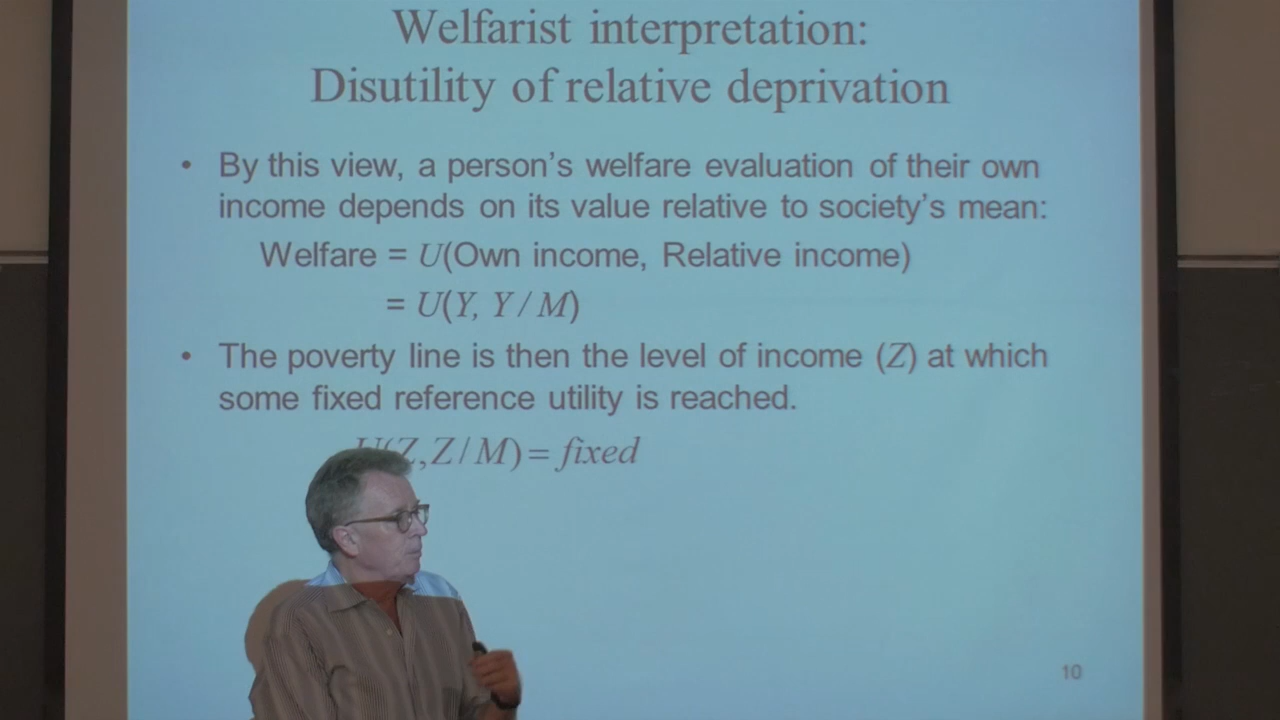 Welfarist interpretation:
Disutility of relative deprivation
• By this view, a person's welfare evaluation of their own
income depends on its value relative to society's mean:
Welfare = U(Own income, Relative income)
= U(Y, Y / M)
• The poverty line is then the level of income (Z) at which
some fixed reference utility is reached.
U(Z, Z / M) = fixed
10